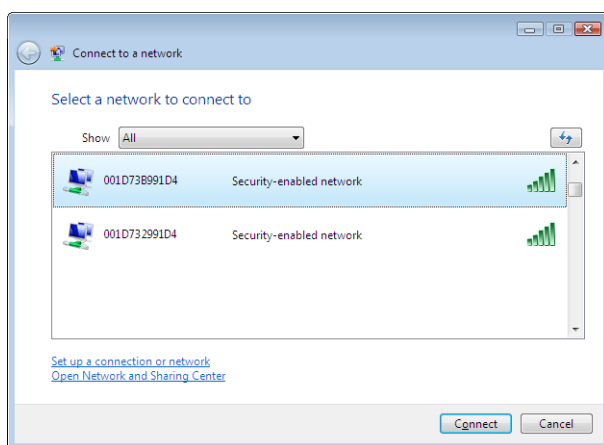 Connect to a network
Select a network to connect to
Show All
001D73B991D4 Security-enabled network
001D732991D4 Security-enabled network
Set up a connection or network
Open Network and Sharing Center
Connect Cancel